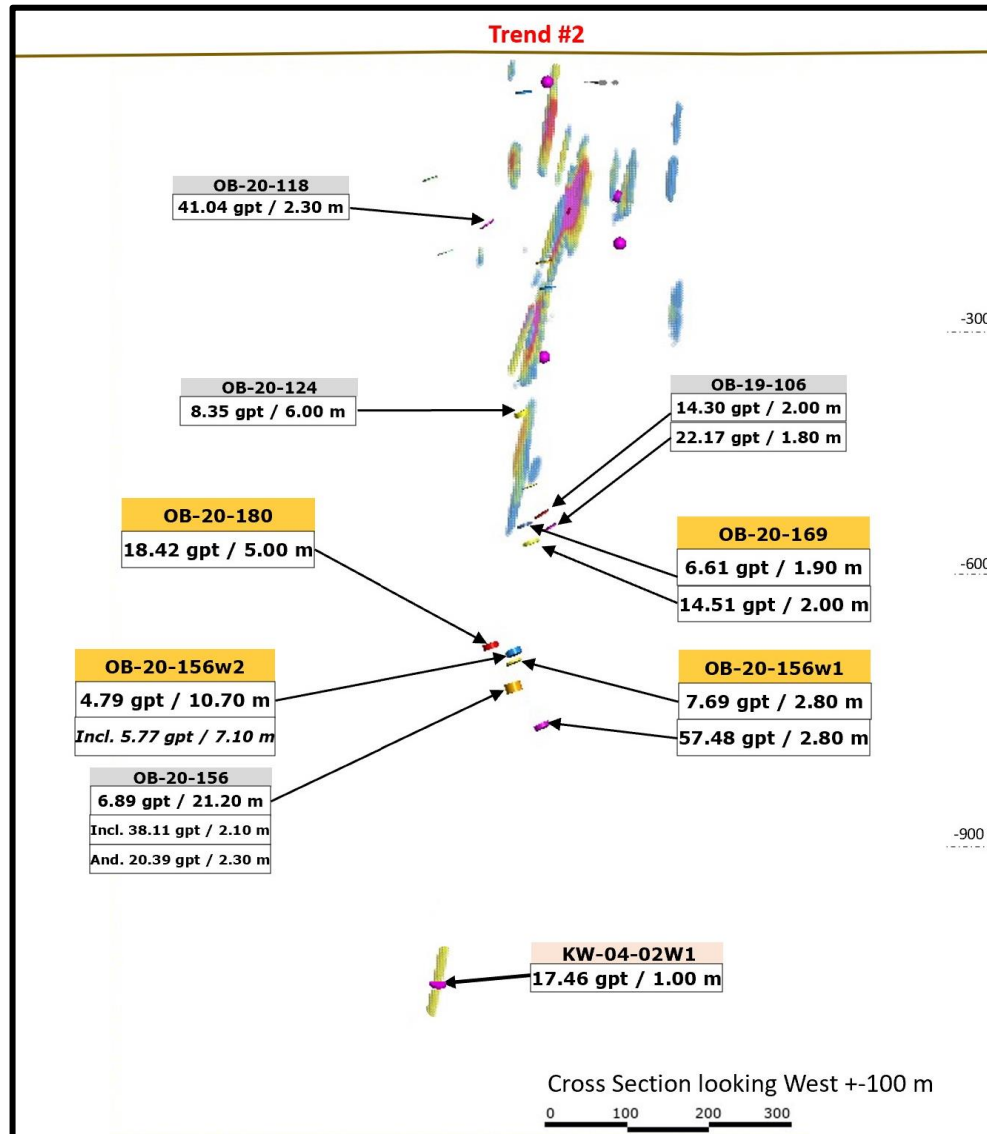 Trend #2
OB-20-118
41.04 gpt / 2.30 m
-300
OB-20-124
8.35 gpt / 6.00 m
OB-19-106
14.30 gpt / 2.00 m
22.17 gpt / 1.80 m
OB-20-180
18.42 gpt / 5.00 m
OB-20-169
6.61 gpt / 1.90 m
14.51 gpt / 2.00 m
-600
OB-20-156w2
4.79 gpt / 10.70 m
Incl. 5.77 gpt / 7.10 m
OB-20-156w1
7.69 gpt / 2.80 m
57.48 gpt / 2.80 m
OB-20-156
6.89 gpt / 21.20 m
Incl. 38.11 gpt / 2.10 m
And. 20.39 gpt / 2.30 m
-900
KW-04-02W1
17.46 gpt / 1.00 m
Cross Section looking West +-100 m
0 100 200 300